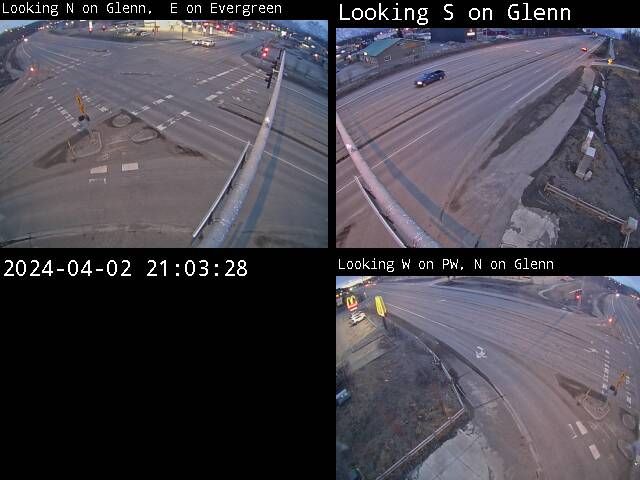 Looking N on Glenn,  E on Evergreen
Looking S on Glenn
2024-04-02 21:03:28
Looking W on PW, N on Glenn